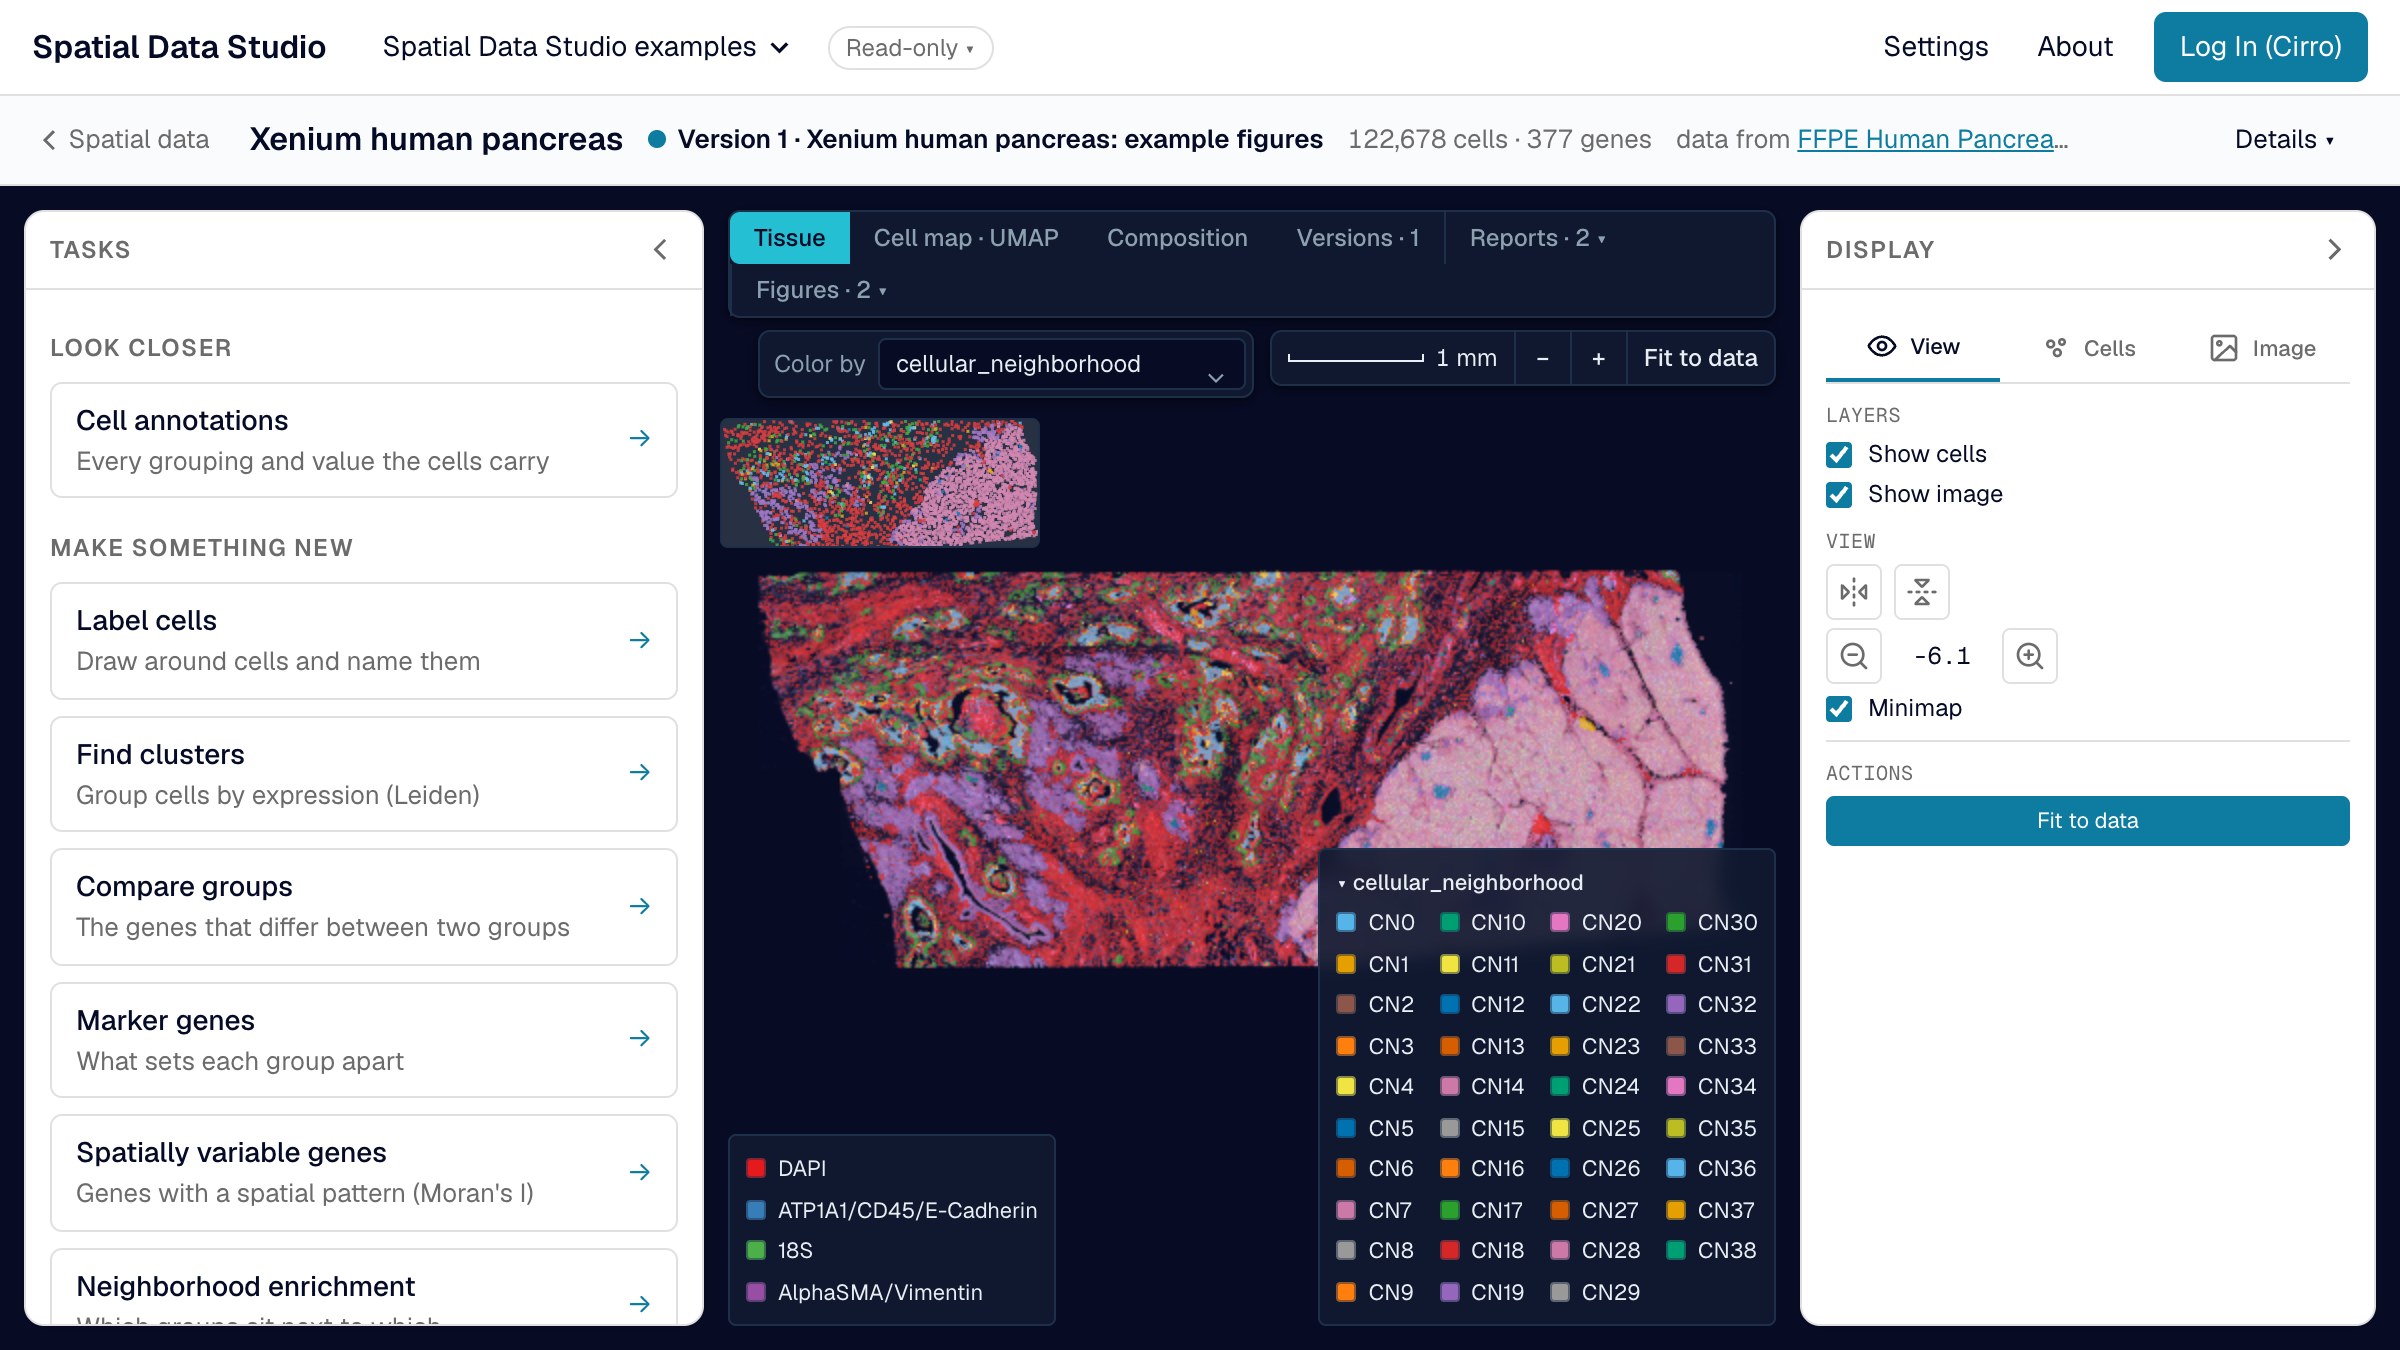 Spatial Data Studio
Spatial Data Studio examples
Read-only
Settings
About
Log In (Cirro)
Spatial data
Xenium human pancreas
Version 1 · Xenium human pancreas: example figures
122,678 cells · 377 genes
data from FFPE Human Pancrea…
Details
TASKS
LOOK CLOSER
Cell annotations
Every grouping and value the cells carry
MAKE SOMETHING NEW
Label cells
Draw around cells and name them
Find clusters
Group cells by expression (Leiden)
Compare groups
The genes that differ between two groups
Marker genes
What sets each group apart
Spatially variable genes
Genes with a spatial pattern (Moran's I)
Neighborhood enrichment
Which groups sit next to which
Tissue
Cell map · UMAP
Composition
Versions · 1
Reports · 2
Figures · 2
Color by
cellular_neighborhood
1 mm
−
+
Fit to data
DAPI
ATP1A1/CD45/E-Cadherin
18S
AlphaSMA/Vimentin
cellular_neighborhood
CN0 CN10 CN20 CN30
CN1 CN11 CN21 CN31
CN2 CN12 CN22 CN32
CN3 CN13 CN23 CN33
CN4 CN14 CN24 CN34
CN5 CN15 CN25 CN35
CN6 CN16 CN26 CN36
CN7 CN17 CN27 CN37
CN8 CN18 CN28 CN38
CN9 CN19 CN29
DISPLAY
View
Cells
Image
LAYERS
Show cells
Show image
VIEW
-6.1
Minimap
ACTIONS
Fit to data